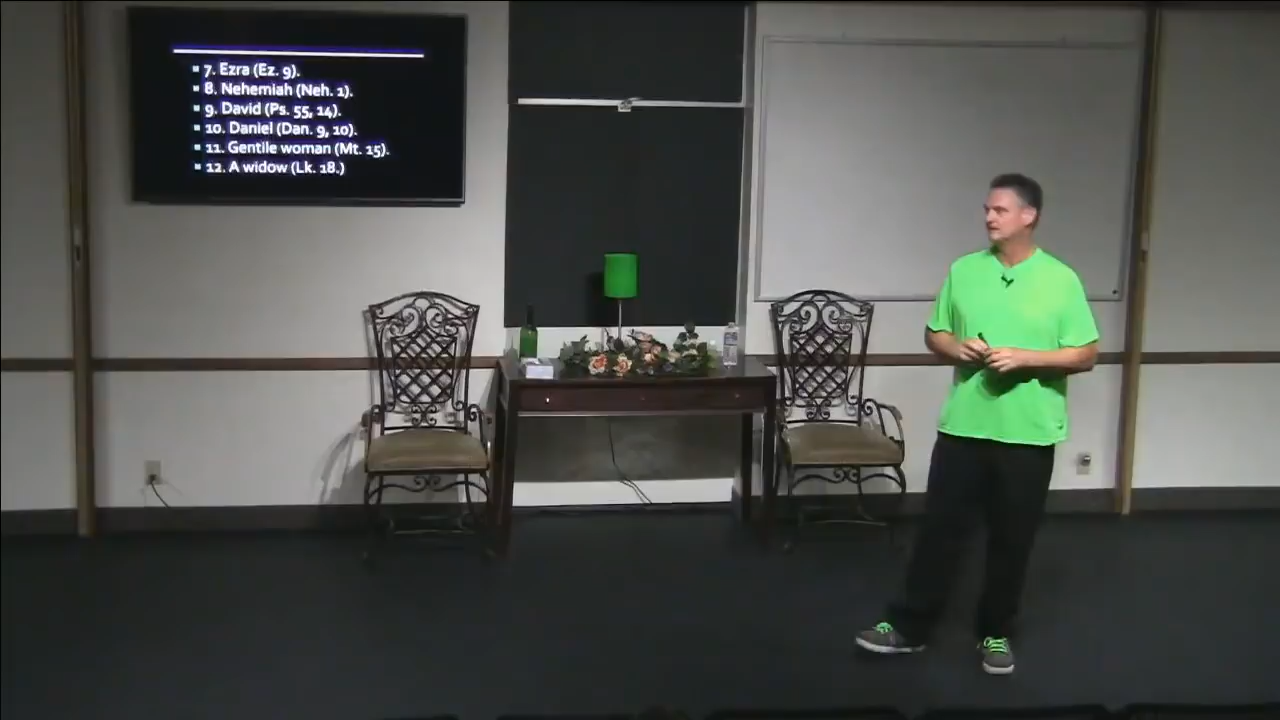 ▪ 7. Ezra (Ez. 9).
▪ 8. Nehemiah (Neh. 1).
▪ 9. David (Ps. 55, 14).
▪ 10. Daniel (Dan. 9, 10).
▪ 11. Gentile woman (Mt. 15).
▪ 12. A widow (Lk. 18.)